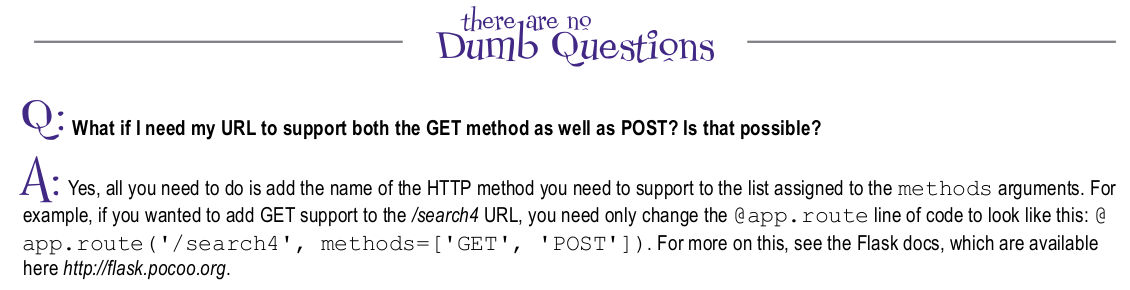 there are no
Dumb Questions
Q: What if I need my URL to support both the GET method as well as POST? Is that possible?
A: Yes, all you need to do is add the name of the HTTP method you need to support to the list assigned to the methods arguments. For
example, if you wanted to add GET support to the /search4 URL, you need only change the @app.route line of code to look like this: @
app.route('/search4', methods=['GET', 'POST']). For more on this, see the Flask docs, which are available
here http://flask.pocoo.org.